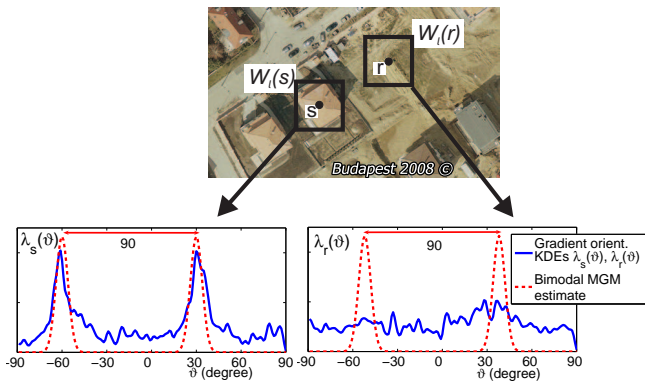 W_l(r)
r
W_l(s)
s
Budapest 2008 ©
λ_s(ϑ)
90
-90 -60 -30 0 30 60 90
ϑ (degree)
λ_r(ϑ)
90
Gradient orient.
KDEs λ_s(ϑ), λ_r(ϑ)
Bimodal MGM
estimate
-90 -60 -30 0 30 60 90
ϑ (degree)